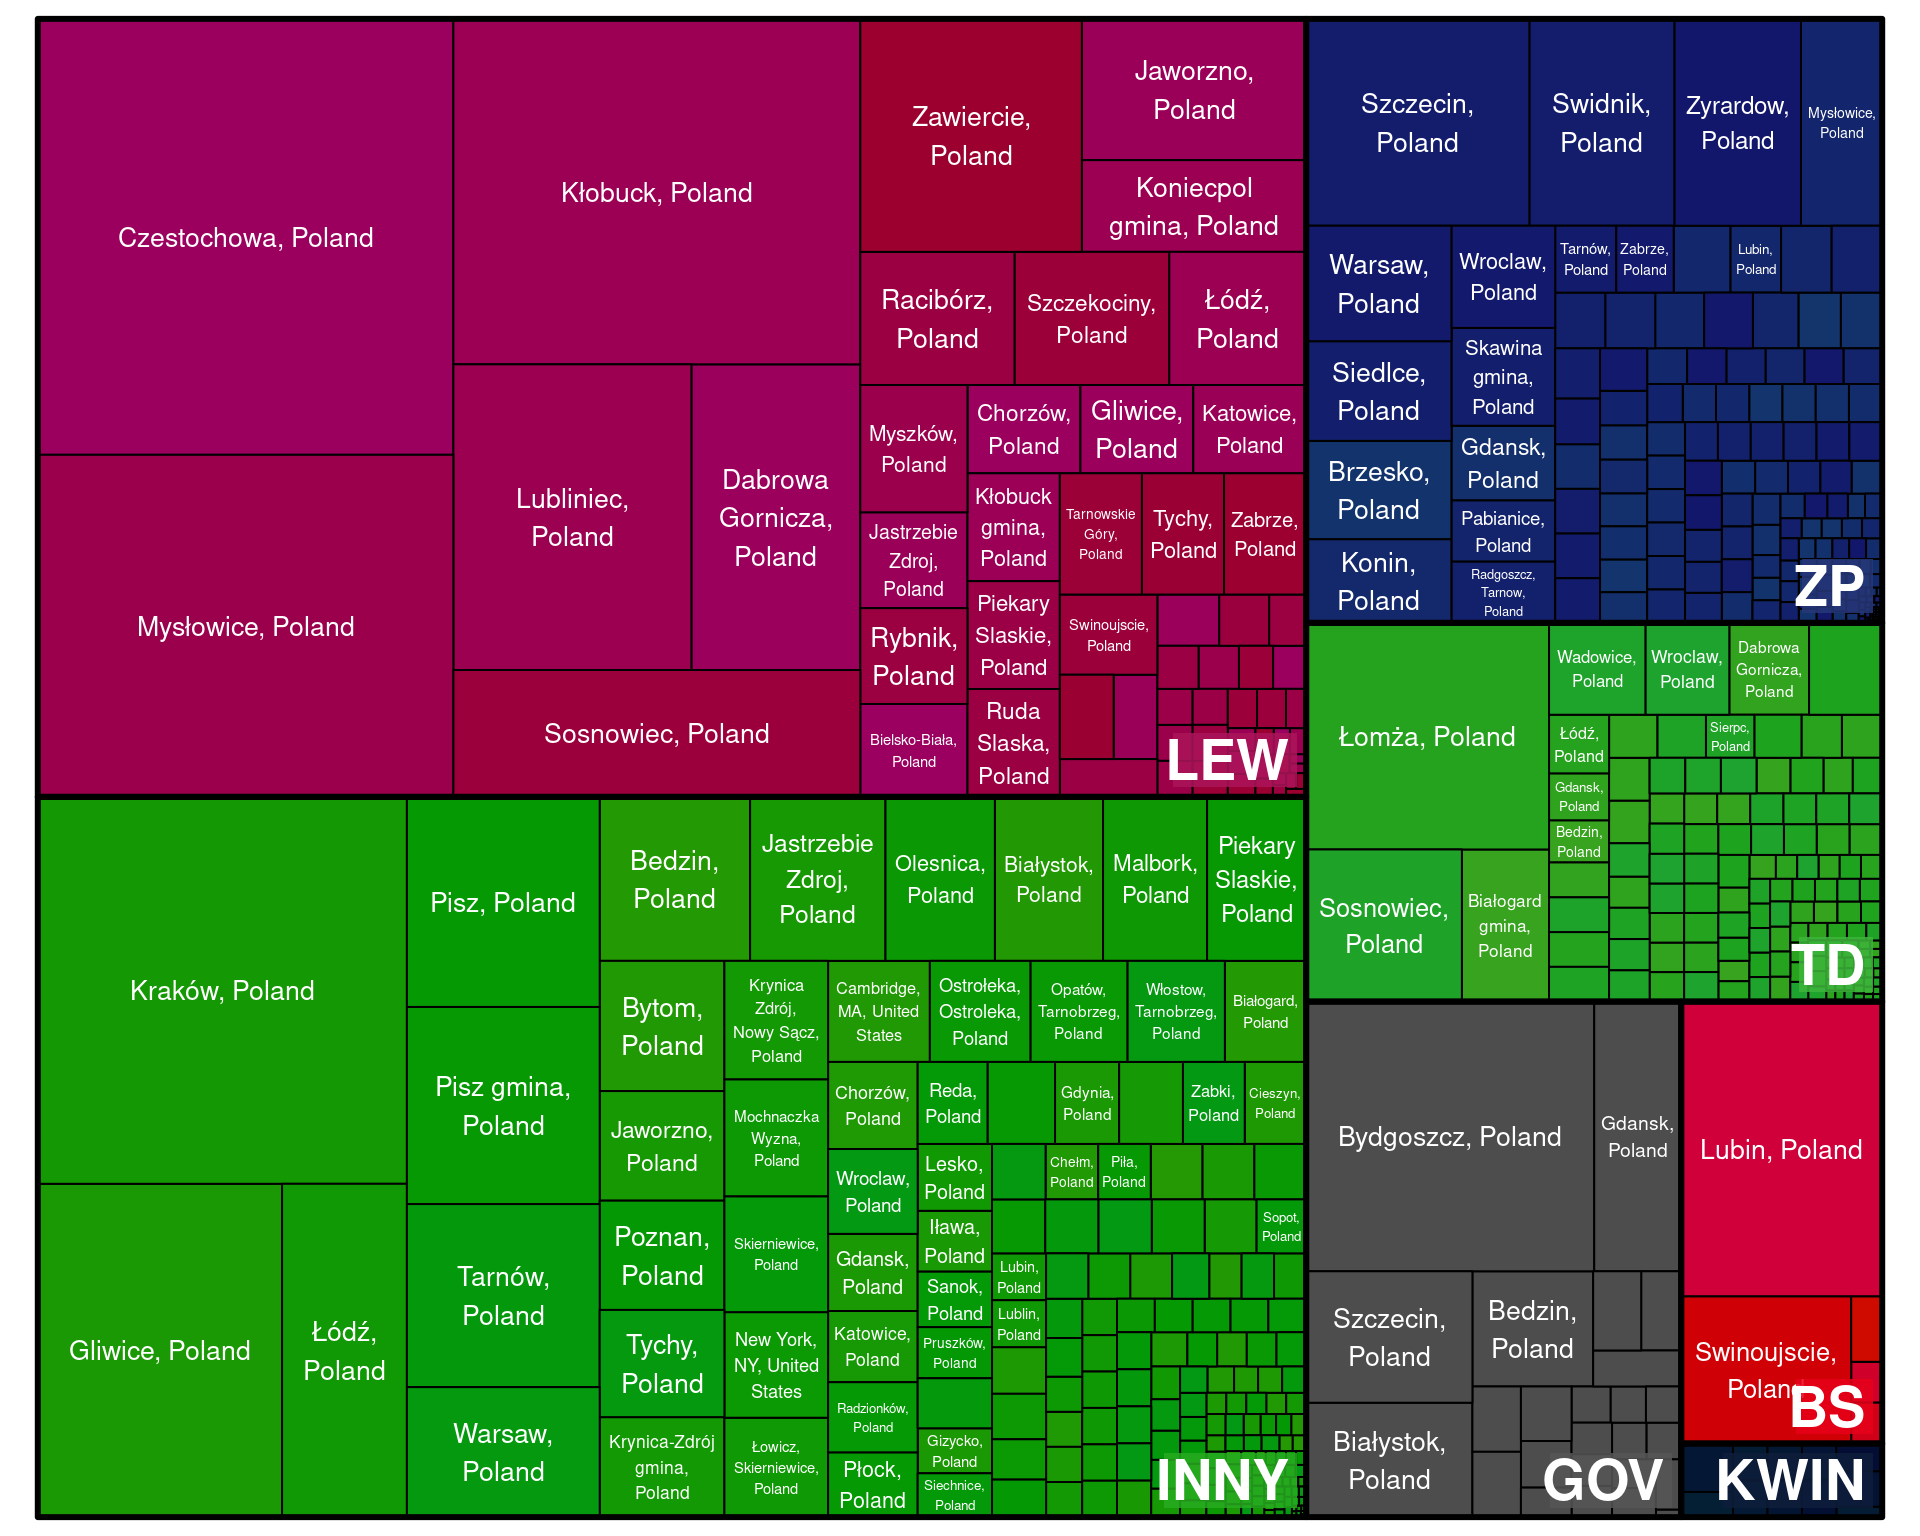 Czestochowa, Poland
Mysłowice, Poland
Kłobuck, Poland
Lubliniec,
Poland
Dabrowa
Gornicza,
Poland
Sosnowiec, Poland
Zawiercie,
Poland
Jaworzno,
Poland
Koniecpol
gmina, Poland
Racibórz,
Poland
Szczekociny,
Poland
Łódź,
Poland
Myszków,
Poland
Jastrzebie
Zdroj,
Poland
Rybnik,
Poland
Bielsko-Biała,
Poland
Chorzów,
Poland
Gliwice,
Poland
Katowice,
Poland
Kłobuck
gmina,
Poland
Piekary
Slaskie,
Poland
Ruda
Slaska,
Poland
Tarnowskie
Góry,
Poland
Tychy,
Poland
Zabrze,
Poland
Swinoujscie,
Poland
LEW
Szczecin,
Poland
Swidnik,
Poland
Zyrardow,
Poland
Mysłowice,
Poland
Warsaw,
Poland
Siedlce,
Poland
Brzesko,
Poland
Konin,
Poland
Wroclaw,
Poland
Skawina
gmina,
Poland
Gdansk,
Poland
Pabianice,
Poland
Radgoszcz,
Tarnow,
Poland
Tarnów,
Poland
Zabrze,
Poland
Lubin,
Poland
ZP
Łomża, Poland
Sosnowiec,
Poland
Białogard
gmina,
Poland
Wadowice,
Poland
Wroclaw,
Poland
Dabrowa
Gornicza,
Poland
Łódź,
Poland
Gdansk,
Poland
Bedzin,
Poland
Sierpc,
Poland
TD
Kraków, Poland
Gliwice, Poland
Łódź,
Poland
Pisz, Poland
Pisz gmina,
Poland
Tarnów,
Poland
Warsaw,
Poland
Bedzin,
Poland
Jastrzebie
Zdroj,
Poland
Olesnica,
Poland
Białystok,
Poland
Malbork,
Poland
Piekary
Slaskie,
Poland
Bytom,
Poland
Jaworzno,
Poland
Poznan,
Poland
Tychy,
Poland
Krynica-Zdrój
gmina,
Poland
Krynica
Zdrój,
Nowy Sącz,
Poland
Mochnaczka
Wyzna,
Poland
Skierniewice,
Poland
New York,
NY, United
States
Łowicz,
Skierniewice,
Poland
Cambridge,
MA, United
States
Ostrołeka,
Ostroleka,
Poland
Opatów,
Tarnobrzeg,
Poland
Włostow,
Tarnobrzeg,
Poland
Białogard,
Poland
Chorzów,
Poland
Wroclaw,
Poland
Gdansk,
Poland
Katowice,
Poland
Radzionków,
Poland
Płock,
Poland
Reda,
Poland
Gdynia,
Poland
Zabki,
Poland
Cieszyn,
Poland
Lesko,
Poland
Iława,
Poland
Sanok,
Poland
Pruszków,
Poland
Gizycko,
Poland
Siechnice,
Poland
Chełm,
Poland
Piła,
Poland
Sopot,
Poland
Lubin,
Poland
Lublin,
Poland
INNY
Bydgoszcz, Poland
Gdansk,
Poland
Szczecin,
Poland
Bedzin,
Poland
Białystok,
Poland
GOV
Lubin, Poland
Swinoujscie,
Poland
BS
KWIN